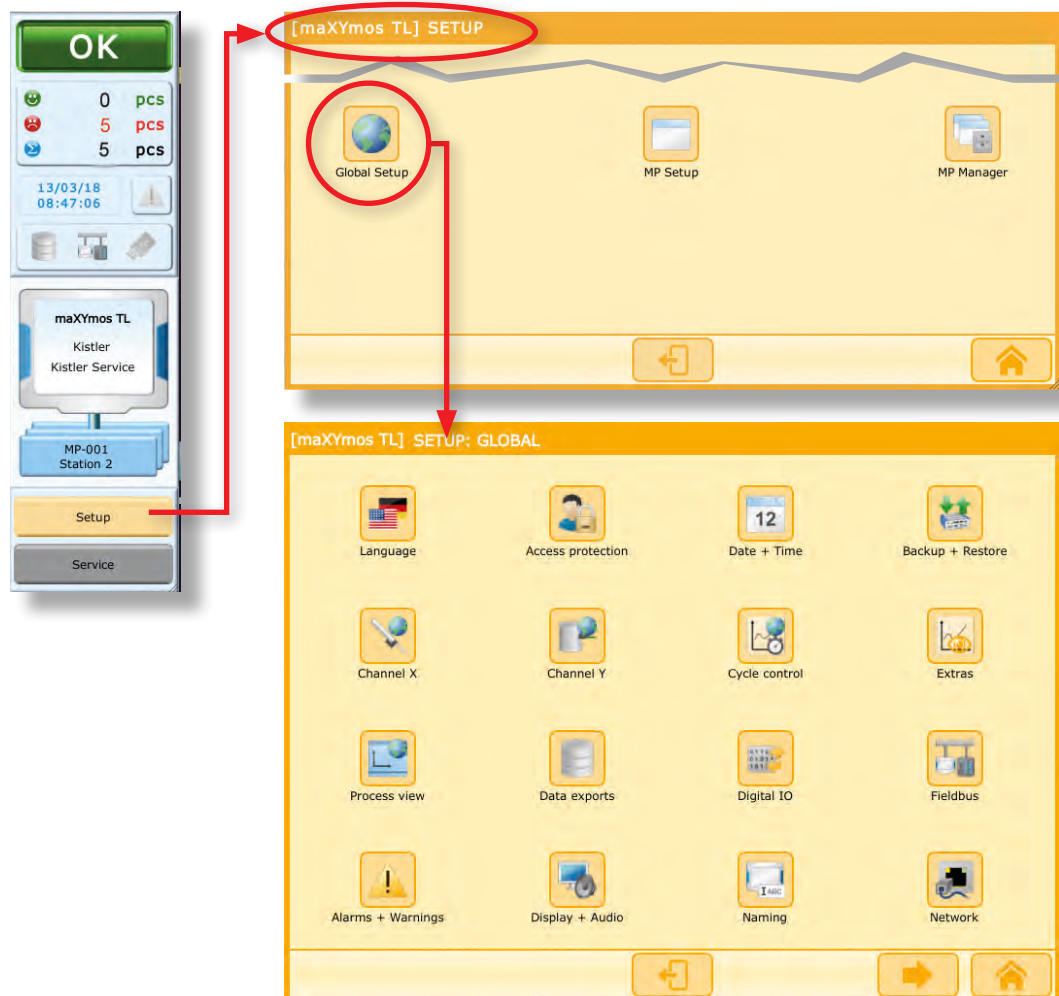 OK
0 pcs
5 pcs
5 pcs
13/03/18
08:47:06
maXYmos TL
Kistler
Kistler Service
MP-001
Station 2
Setup
Service
[maXYmos TL] SETUP
Global Setup
MP Setup
MP Manager
[maXYmos TL] SETUP: GLOBAL
Language
Access protection
12
Date + Time
Backup + Restore
Channel X
Channel Y
Cycle control
Extras
Process view
Data exports
Digital IO
Fieldbus
Alarms + Warnings
Display + Audio
Naming
Network